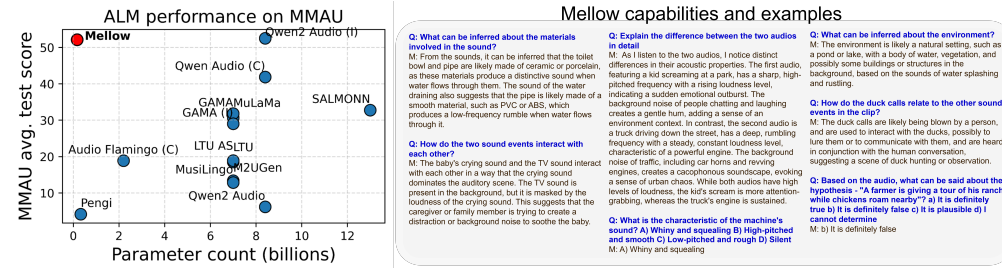 ALM performance on MMAU
MMAU avg. test score
50
40
30
20
10
0
2
4
6
8
10
12
Parameter count (billions)
Mellow
Qwen2 Audio (I)
Qwen Audio (C)
SALMONN
GAMA
MuLaMa
GAMA (I)
LTU AS
LTU
Audio Flamingo (C)
MusiLingo
M2UGen
Qwen2 Audio
Pengi
Mellow capabilities and examples
Q: What can be inferred about the materials
involved in the sound?
M: From the sounds, it can be inferred that the toilet
bowl and pipe are likely made of ceramic or porcelain,
as these materials produce a distinctive sound when
water flows through them. The sound of the water
draining also suggests that the pipe is likely made of a
smooth material, such as PVC or ABS, which
produces a low-frequency rumble when water flows
through it.
Q: How do the two sound events interact with
each other?
M: The baby's crying sound and the TV sound interact
with each other in a way that the crying sound
dominates the auditory scene. The TV sound is
present in the background, but it is masked by the
loudness of the crying sound. This suggests that the
caregiver or family member is trying to create a
distraction or background noise to soothe the baby.
Q: Explain the difference between the two audios
in detail
M: As I listen to the two audios, I notice distinct
differences in their acoustic properties. The first audio,
featuring a kid screaming at a park, has a sharp, high-
pitched frequency with a rising loudness level,
indicating a sudden emotional outburst. The
background noise of people chatting and laughing
creates a gentle hum, adding a sense of an
environment context. In contrast, the second audio is
a truck driving down the street, has a deep, rumbling
frequency with a steady, constant loudness level,
characteristic of a powerful engine. The background
noise of traffic, including car horns and revving
engines, creates a cacophonous soundscape, evoking
a sense of urban chaos. While both audios have high
levels of loudness, the kid's scream is more attention-
grabbing, whereas the truck's engine is sustained.
Q: What is the characteristic of the machine's
sound? A) Whiny and squealing B) High-pitched
and smooth C) Low-pitched and rough D) Silent
M: A) Whiny and squealing
Q: What can be inferred about the environment?
M: The environment is likely a natural setting, such as
a pond or lake, with a body of water, vegetation, and
possibly some buildings or structures in the
background, based on the sounds of water splashing
and rustling.
Q: How do the duck calls relate to the other sound
events in the clip?
M: The duck calls are likely being blown by a person,
and are used to interact with the ducks, possibly to
lure them or to communicate with them, and are heard
in conjunction with the human conversation,
suggesting a scene of duck hunting or observation.
Q: Based on the audio, what can be said about the
hypothesis - "A farmer is giving a tour of his ranch
while chickens roam nearby"? a) It is definitely
true b) It is definitely false c) It is plausible d) I
cannot determine
M: b) It is definitely false